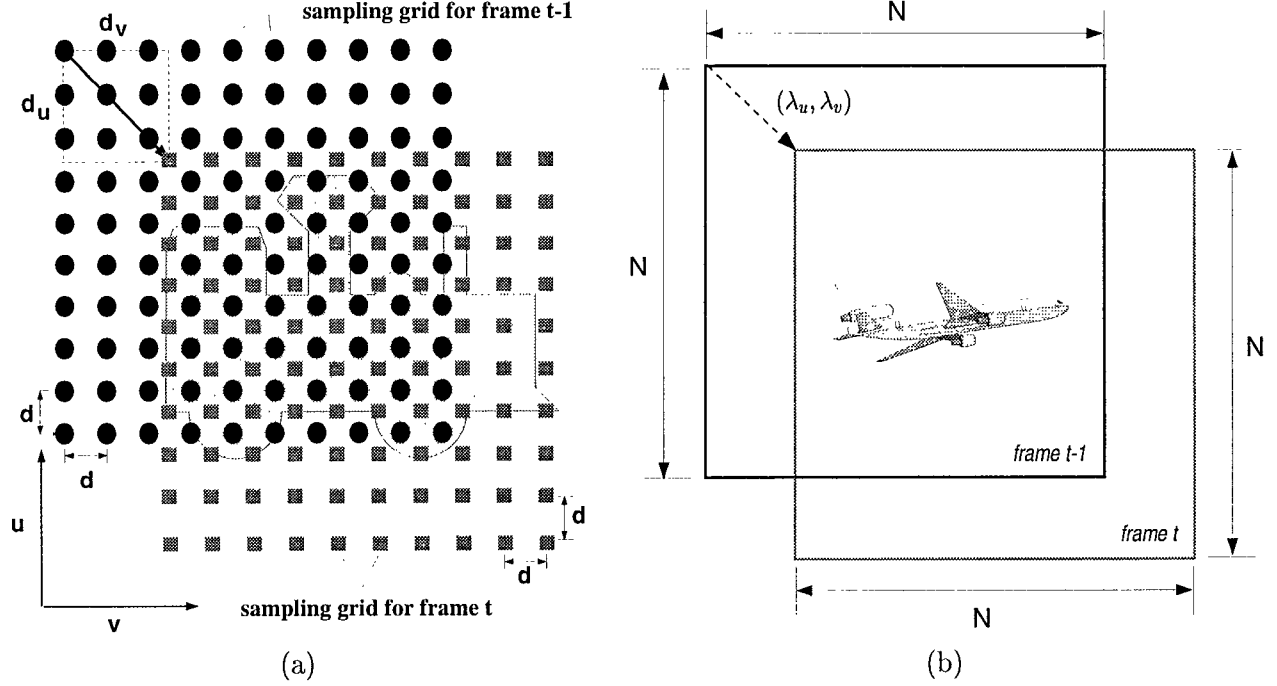 sampling grid for frame t-1
d_v
d_u
d
d
u
v
d
d
sampling grid for frame t
(a)
N
(λ_u, λ_v)
N
N
frame t-1
frame t
N
(b)